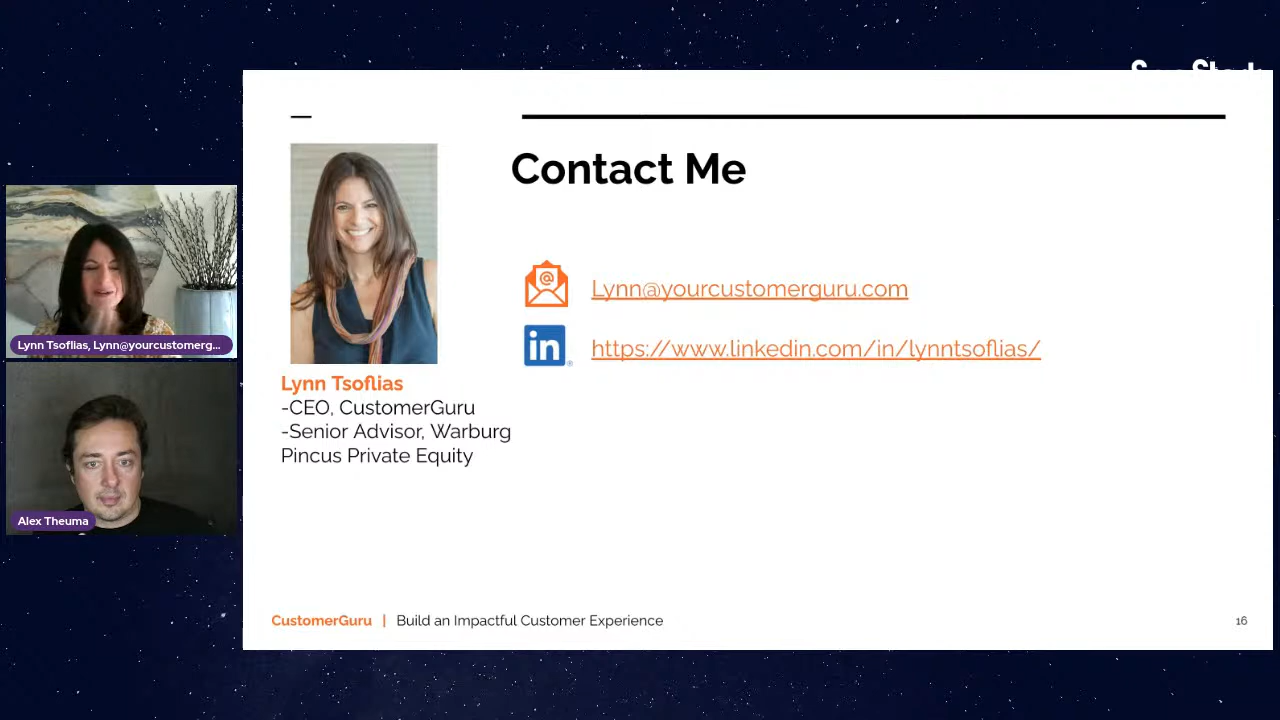 Contact Me
Lynn@yourcustomerguru.com
in
https://www.linkedin.com/in/lynntsoflias/
Lynn Tsoflias
-CEO, CustomerGuru
-Senior Advisor, Warburg
Pincus Private Equity
Lynn Tsoflias, Lynn@yourcustomerg...
Alex Theuma
CustomerGuru | Build an Impactful Customer Experience
16